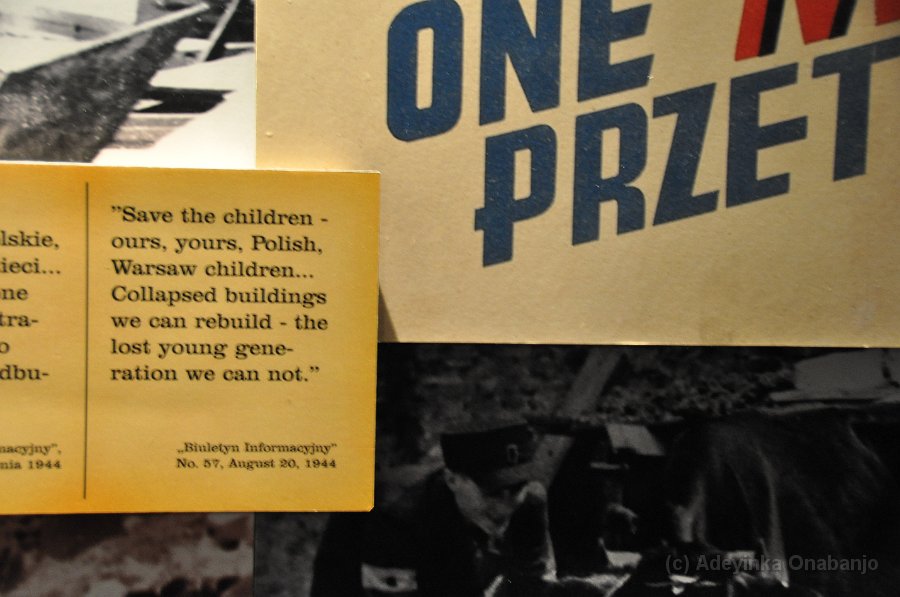 ONE
PRZET
"Save the children -
ours, yours, Polish,
Warsaw children...
Collapsed buildings
we can rebuild - the
lost young gene-
ration we can not."
„Biuletyn Informacyjny"
No. 57, August 20, 1944
lskie,
ieci...
ne
tra-
o
dbu-
macyjny",
nia 1944
(c) Adeyinka Onabanjo